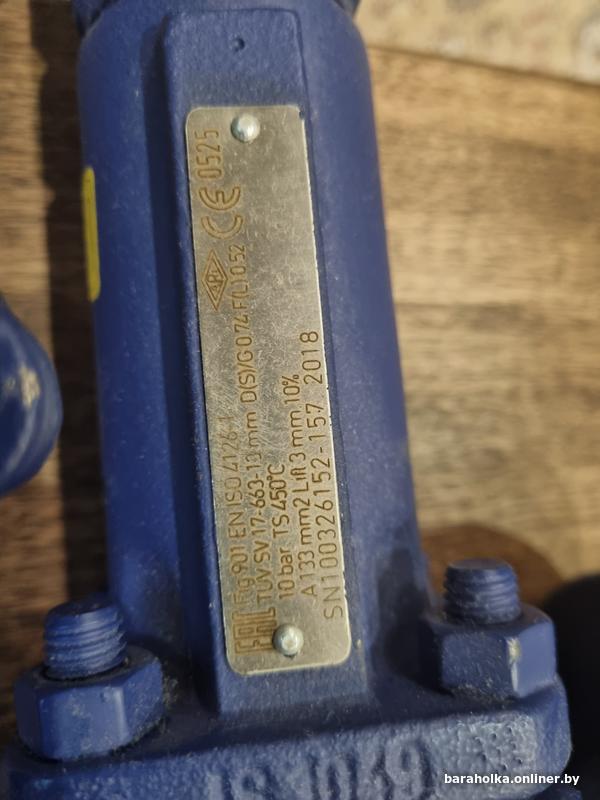 CE 0525
ARI
EAC Fig 901 EN ISO 4126-1
TÜV SV 17-663-13 mm D(S)/G 0.74 F(L) 0.52
10 bar TS 450°C
A 133 mm2 Lift 3 mm 10%
SN100326152-157 2018
baraholka.onliner.by